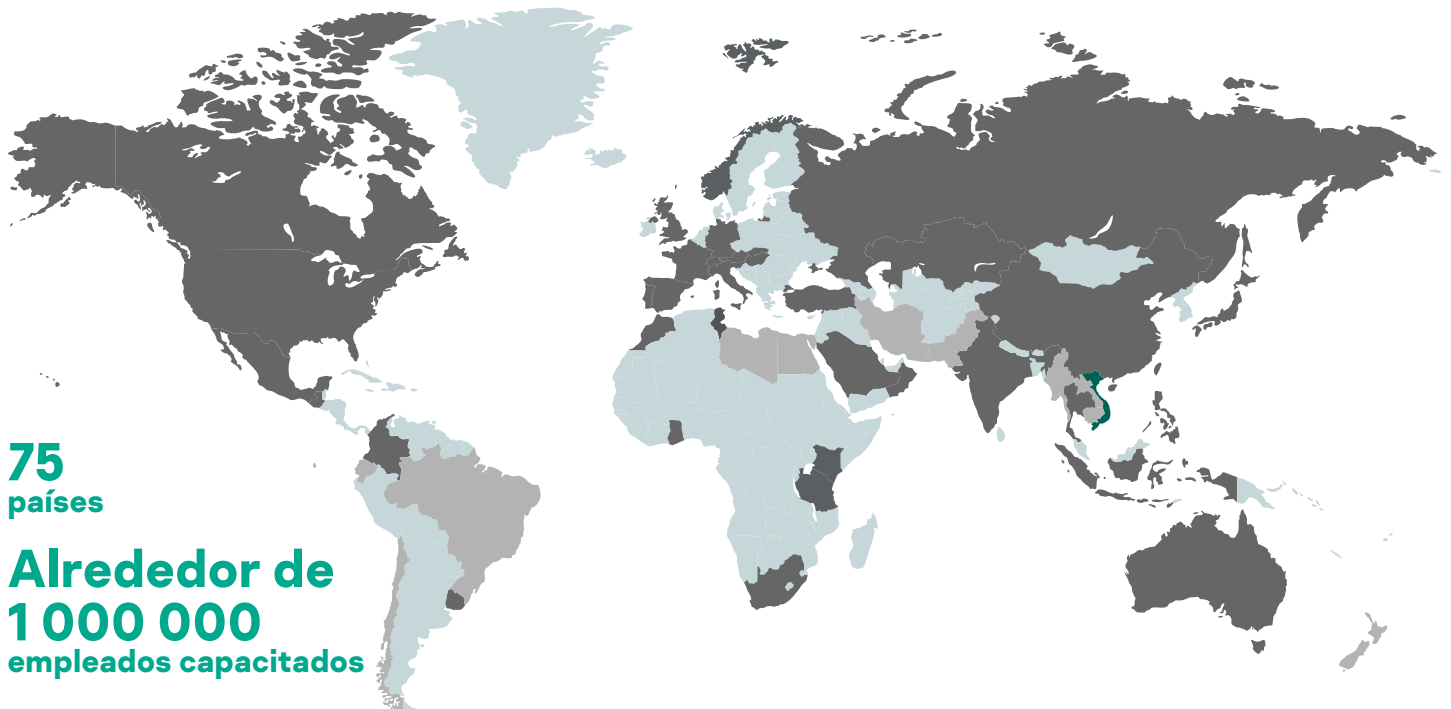 75
países
Alrededor de
1 000 000
empleados capacitados